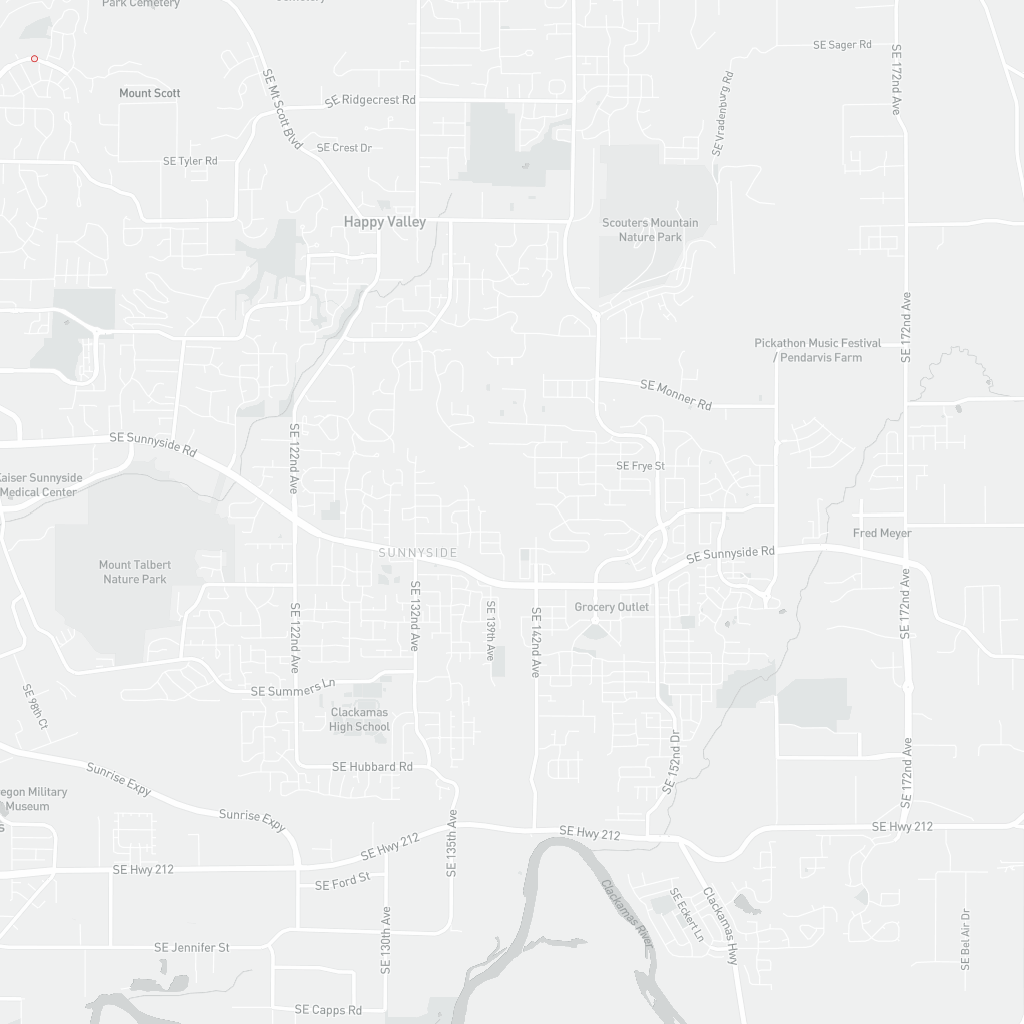 Park Cemetery
Cemetery
SE Sager Rd
SE 172nd Ave
SE Mt Scott Blvd
Mount Scott
SE Ridgecrest Rd
SE Vradenburg Rd
SE Crest Dr
SE Tyler Rd
Happy Valley
Scouters Mountain
Nature Park
SE 172nd Ave
Pickathon Music Festival
/ Pendarvis Farm
SE Monner Rd
SE Sunnyside Rd
SE 122nd Ave
SE Frye St
Kaiser Sunnyside
Medical Center
Fred Meyer
SUNNYSIDE
SE Sunnyside Rd
Mount Talbert
Nature Park
SE 172nd Ave
SE 132nd Ave
Grocery Outlet
SE 122nd Ave
SE 139th Ave
SE 142nd Ave
SE Summers Ln
SE 98th Ct
Clackamas
High School
SE 152nd Dr
SE 172nd Ave
SE Hubbard Rd
Sunrise Expy
regon Military
Museum
Sunrise Expy
s
SE Hwy 212
SE Hwy 212
SE Hwy 212
SE 135th Ave
SE Hwy 212
SE Ford St
Clackamas River
SE Eckert Ln
Clackamas Hwy
SE 130th Ave
SE Bel Air Dr
SE Jennifer St
SE Capps Rd